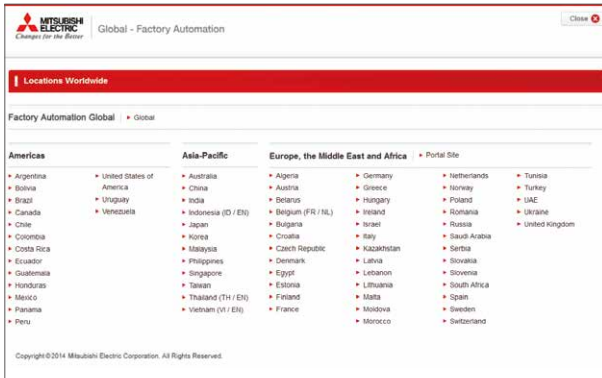 MITSUBISHI
ELECTRIC
Changes for the Better
Global - Factory Automation
Close
Locations Worldwide
Factory Automation Global
Global
Americas
Argentina
Bolivia
Brazil
Canada
Chile
Colombia
Costa Rica
Ecuador
Guatemala
Honduras
Mexico
Panama
Peru
United States of
America
Uruguay
Venezuela
Asia-Pacific
Australia
China
India
Indonesia (ID / EN)
Japan
Korea
Malaysia
Philippines
Singapore
Taiwan
Thailand (TH / EN)
Vietnam (VI / EN)
Europe, the Middle East and Africa
Portal Site
Algeria
Austria
Belarus
Belgium (FR / NL)
Bulgaria
Croatia
Czech Republic
Denmark
Egypt
Estonia
Finland
France
Germany
Greece
Hungary
Ireland
Israel
Italy
Kazakhstan
Latvia
Lebanon
Lithuania
Malta
Moldova
Morocco
Netherlands
Norway
Poland
Romania
Russia
Saudi Arabia
Serbia
Slovakia
Slovenia
South Africa
Spain
Sweden
Switzerland
Tunisia
Turkey
UAE
Ukraine
United Kingdom
Copyright©2014 Mitsubishi Electric Corporation. All Rights Reserved.